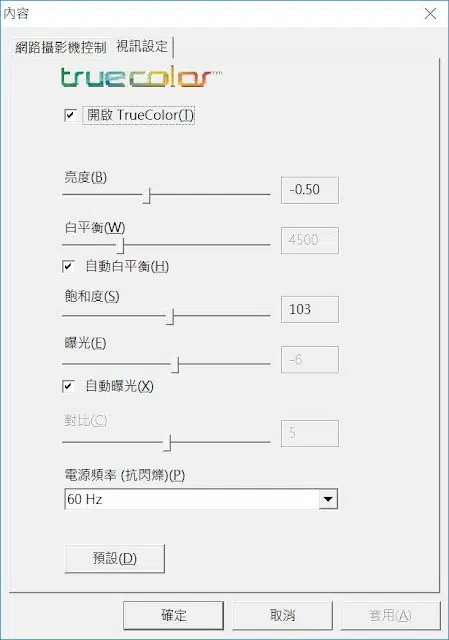 內容
網路攝影機控制 視訊設定
truecolor™
開啟 TrueColor(T)
亮度(B)
-0.50
白平衡(W)
4500
自動白平衡(H)
飽和度(S)
103
曝光(E)
-6
自動曝光(X)
對比(C)
5
電源頻率 (抗閃爍)(P)
60 Hz
預設(D)
確定 取消 套用(A)